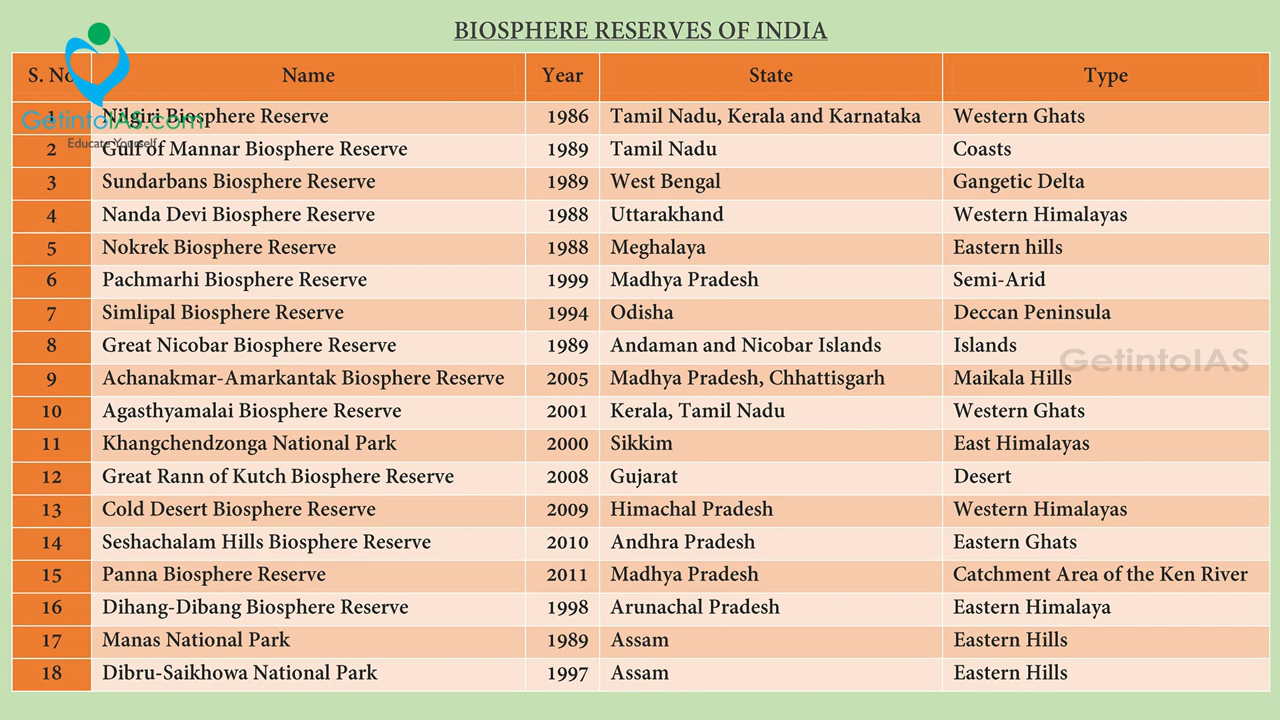 BIOSPHERE RESERVES OF INDIA
S. No Name Year State Type
1 Nilgiri Biosphere Reserve 1986 Tamil Nadu, Kerala and Karnataka Western Ghats
GetintoIAS.com
Educate Yourself
2 Gulf of Mannar Biosphere Reserve 1989 Tamil Nadu Coasts
3 Sundarbans Biosphere Reserve 1989 West Bengal Gangetic Delta
4 Nanda Devi Biosphere Reserve 1988 Uttarakhand Western Himalayas
5 Nokrek Biosphere Reserve 1988 Meghalaya Eastern hills
6 Pachmarhi Biosphere Reserve 1999 Madhya Pradesh Semi-Arid
7 Simlipal Biosphere Reserve 1994 Odisha Deccan Peninsula
8 Great Nicobar Biosphere Reserve 1989 Andaman and Nicobar Islands Islands
GetintoIAS
9 Achanakmar-Amarkantak Biosphere Reserve 2005 Madhya Pradesh, Chhattisgarh Maikala Hills
10 Agasthyamalai Biosphere Reserve 2001 Kerala, Tamil Nadu Western Ghats
11 Khangchendzonga National Park 2000 Sikkim East Himalayas
12 Great Rann of Kutch Biosphere Reserve 2008 Gujarat Desert
13 Cold Desert Biosphere Reserve 2009 Himachal Pradesh Western Himalayas
14 Seshachalam Hills Biosphere Reserve 2010 Andhra Pradesh Eastern Ghats
15 Panna Biosphere Reserve 2011 Madhya Pradesh Catchment Area of the Ken River
16 Dihang-Dibang Biosphere Reserve 1998 Arunachal Pradesh Eastern Himalaya
17 Manas National Park 1989 Assam Eastern Hills
18 Dibru-Saikhowa National Park 1997 Assam Eastern Hills